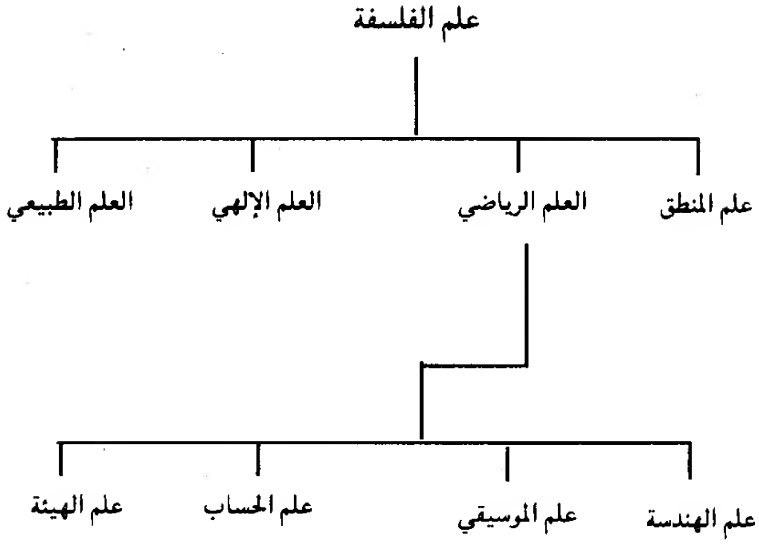 علم الفلسفة
علم المنطق العلم الرياضي العلم الإلهي العلم الطبيعي
علم الهندسة علم الموسيقي علم الحساب علم الهيئة